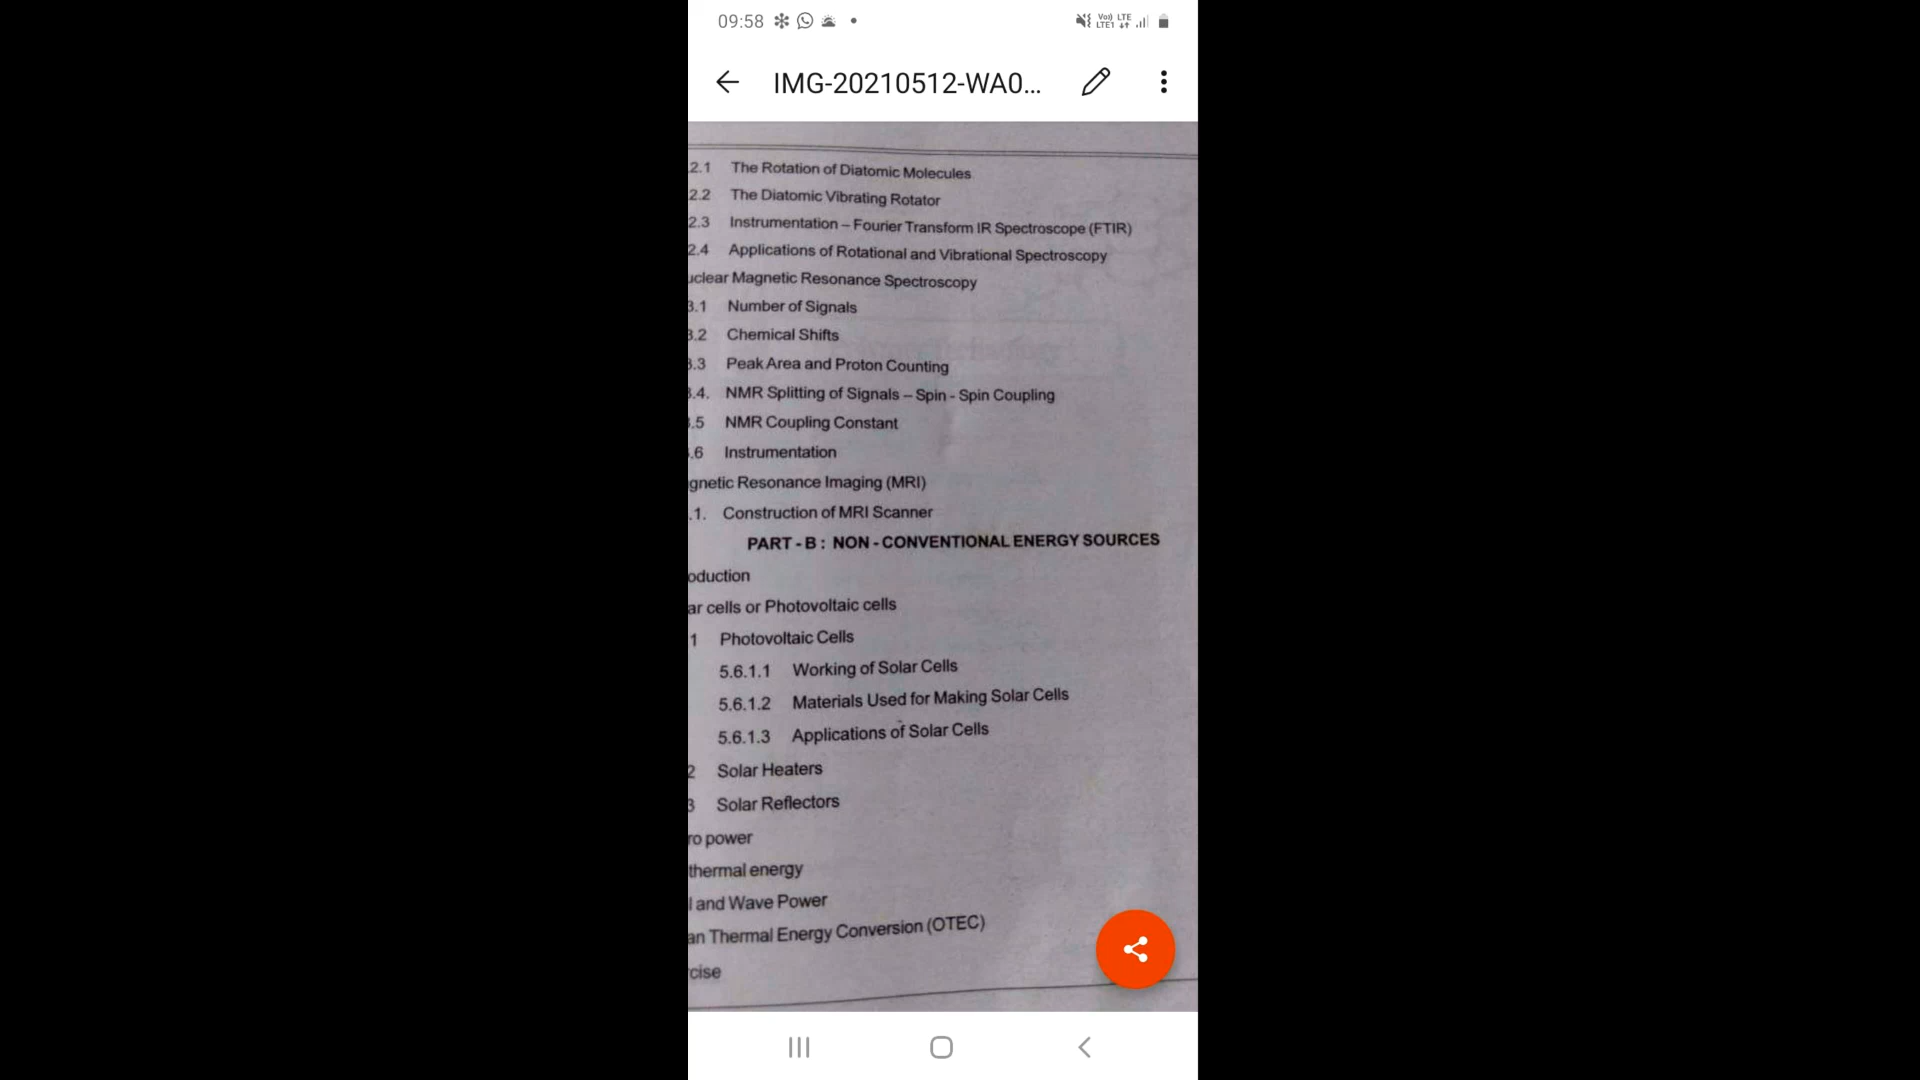 09:58
Vo) LTE
LTE1
IMG-20210512-WA0...
2.1 The Rotation of Diatomic Molecules
2.2 The Diatomic Vibrating Rotator
2.3 Instrumentation – Fourier Transform IR Spectroscope (FTIR)
2.4 Applications of Rotational and Vibrational Spectroscopy
uclear Magnetic Resonance Spectroscopy
3.1 Number of Signals
3.2 Chemical Shifts
3.3 Peak Area and Proton Counting
3.4. NMR Splitting of Signals – Spin - Spin Coupling
.5 NMR Coupling Constant
.6 Instrumentation
gnetic Resonance Imaging (MRI)
.1. Construction of MRI Scanner
PART - B : NON - CONVENTIONAL ENERGY SOURCES
oduction
ar cells or Photovoltaic cells
1 Photovoltaic Cells
5.6.1.1 Working of Solar Cells
5.6.1.2 Materials Used for Making Solar Cells
5.6.1.3 Applications of Solar Cells
2 Solar Heaters
3 Solar Reflectors
ro power
thermal energy
l and Wave Power
an Thermal Energy Conversion (OTEC)
cise